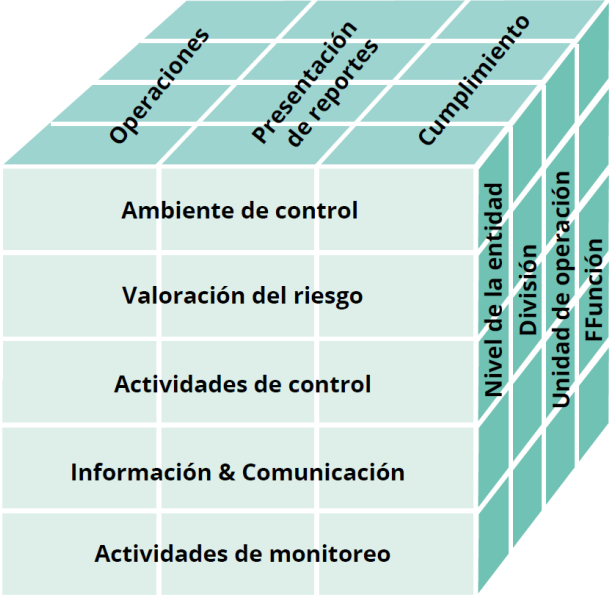 Operaciones
Presentación
de reportes
Cumplimiento
Ambiente de control
Valoración del riesgo
Actividades de control
Información & Comunicación
Actividades de monitoreo
Nivel de la entidad
División
Unidad de operación
FFunción